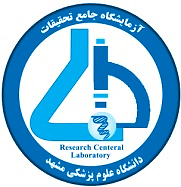 آزمایشگاه جامع تحقیقات
Research Centeral
Laboratory
دانشگاه علوم پزشکی مشهد